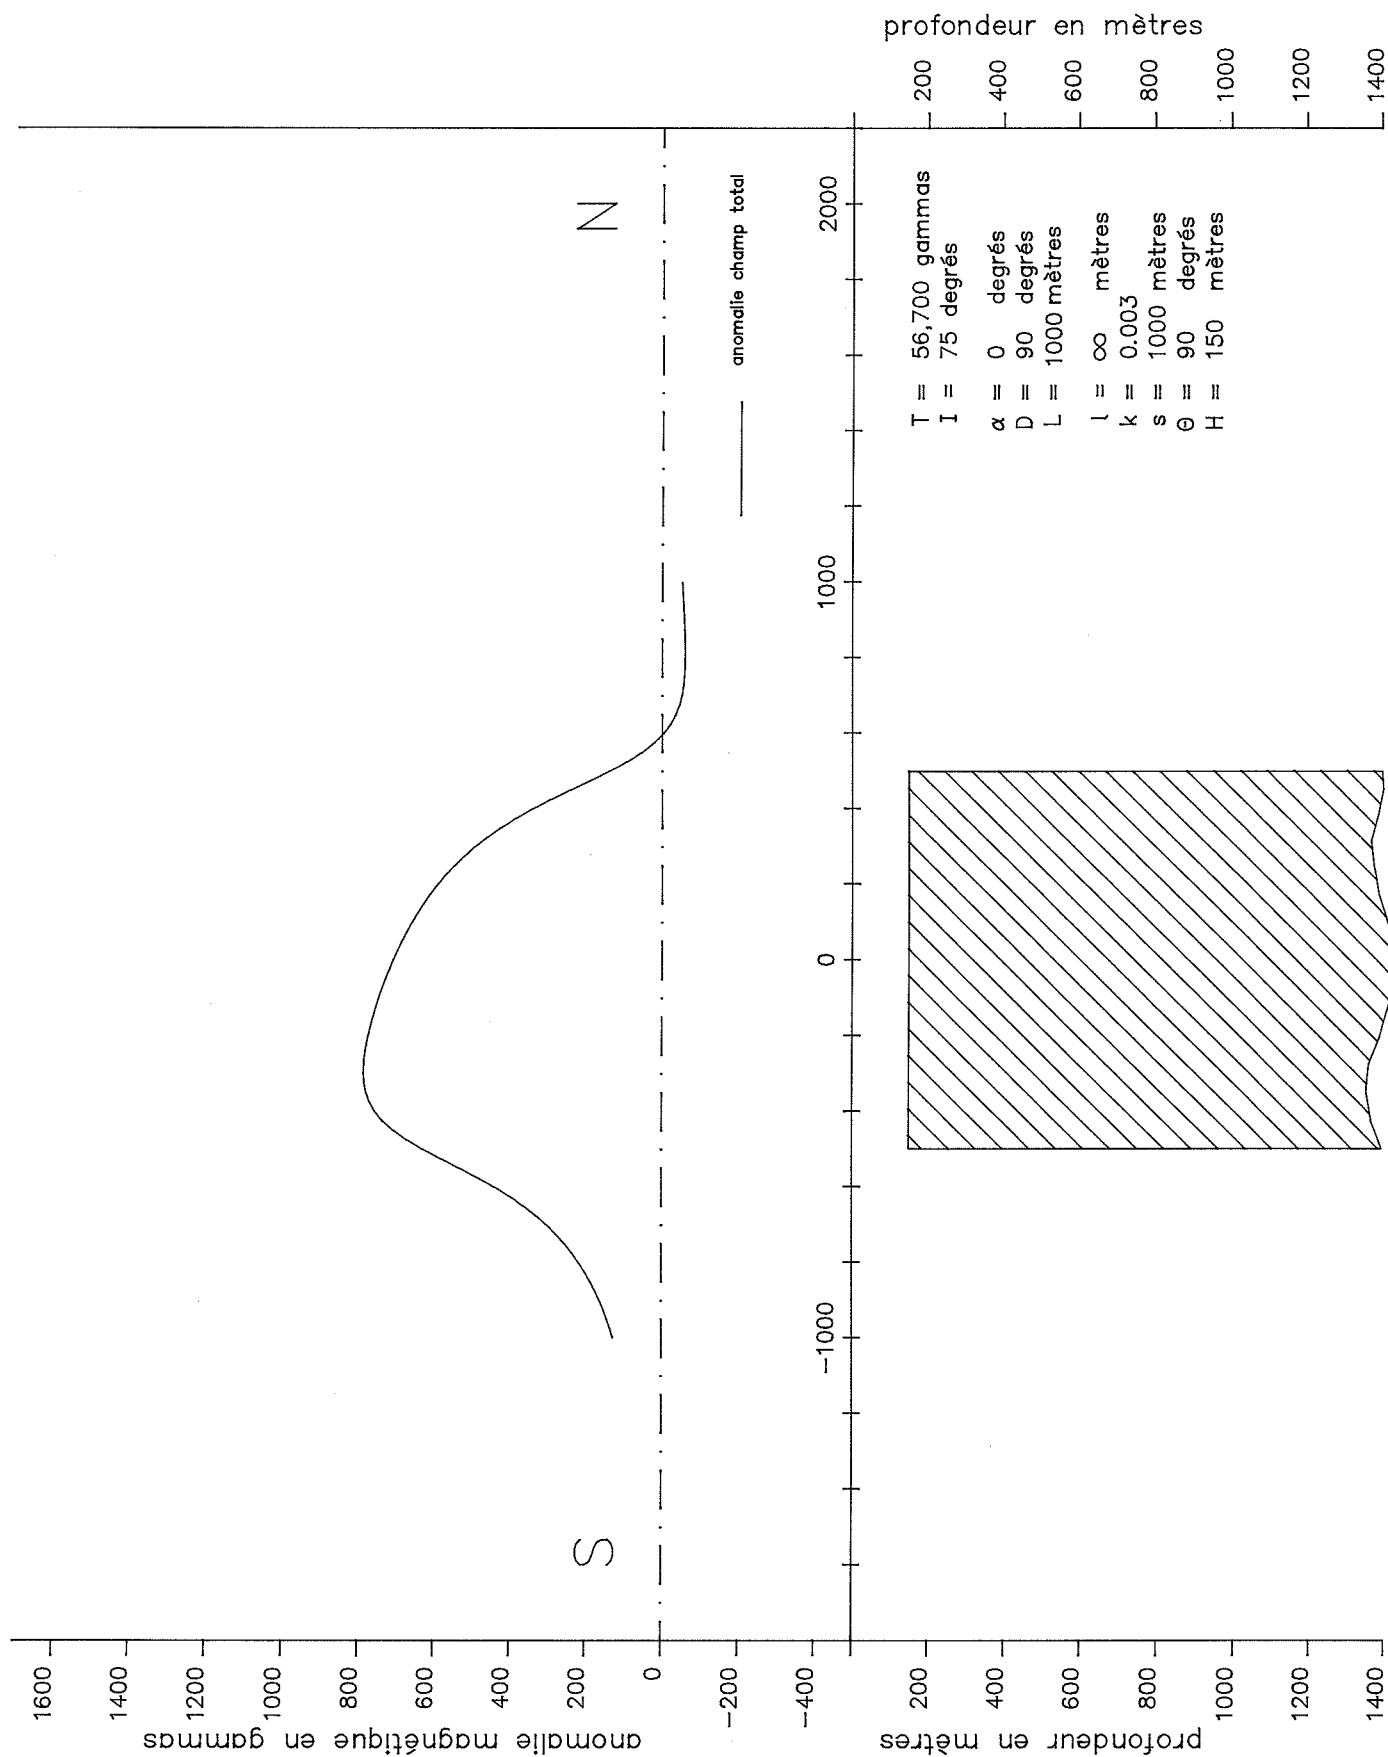 anomalie magnétique en gammas
1600
1400
1200
1000
800
600
400
200
0
-200
-400
S
N
anomalie champ total
-1000
0
1000
2000
profondeur en mètres
200
400
600
800
1000
1200
1400
profondeur en mètres
200
400
600
800
1000
1200
1400
T = 56,700 gammas
I = 75 degrés
α = 0 degrés
D = 90 degrés
L = 1000 mètres
l = ∞ mètres
k = 0.003
s = 1000 mètres
Θ = 90 degrés
H = 150 mètres